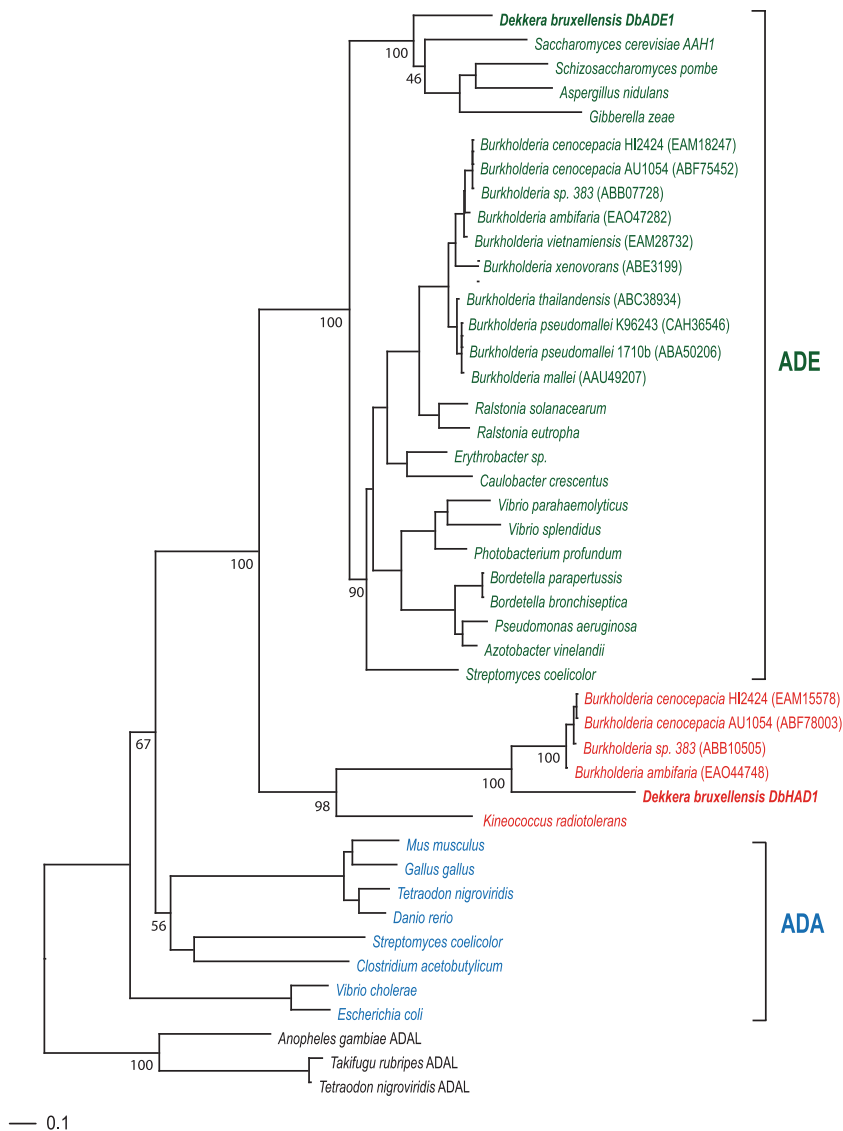 Dekkera bruxellensis DbADE1
100
Saccharomyces cerevisiae AAH1
46
Schizosaccharomyces pombe
Aspergillus nidulans
Gibberella zeae
Burkholderia cenocepacia HI2424 (EAM18247)
Burkholderia cenocepacia AU1054 (ABF75452)
Burkholderia sp. 383 (ABB07728)
Burkholderia ambifaria (EAO47282)
Burkholderia vietnamiensis (EAM28732)
Burkholderia xenovorans (ABE3199)
Burkholderia thailandensis (ABC38934)
100
Burkholderia pseudomallei K96243 (CAH36546)
Burkholderia pseudomallei 1710b (ABA50206)
ADE
Burkholderia mallei (AAU49207)
Ralstonia solanacearum
Ralstonia eutropha
Erythrobacter sp.
Caulobacter crescentus
Vibrio parahaemolyticus
Vibrio splendidus
Photobacterium profundum
100
Bordetella parapertussis
90
Bordetella bronchiseptica
Pseudomonas aeruginosa
Azotobacter vinelandii
Streptomyces coelicolor
Burkholderia cenocepacia HI2424 (EAM15578)
Burkholderia cenocepacia AU1054 (ABF78003)
67
Burkholderia sp. 383 (ABB10505)
100
Burkholderia ambifaria (EAO44748)
100
Dekkera bruxellensis DbHAD1
98
Kineococcus radiotolerans
Mus musculus
Gallus gallus
Tetraodon nigroviridis
Danio rerio
ADA
56
Streptomyces coelicolor
Clostridium acetobutylicum
Vibrio cholerae
Escherichia coli
Anopheles gambiae ADAL
100
Takifugu rubripes ADAL
Tetraodon nigroviridis ADAL
0.1